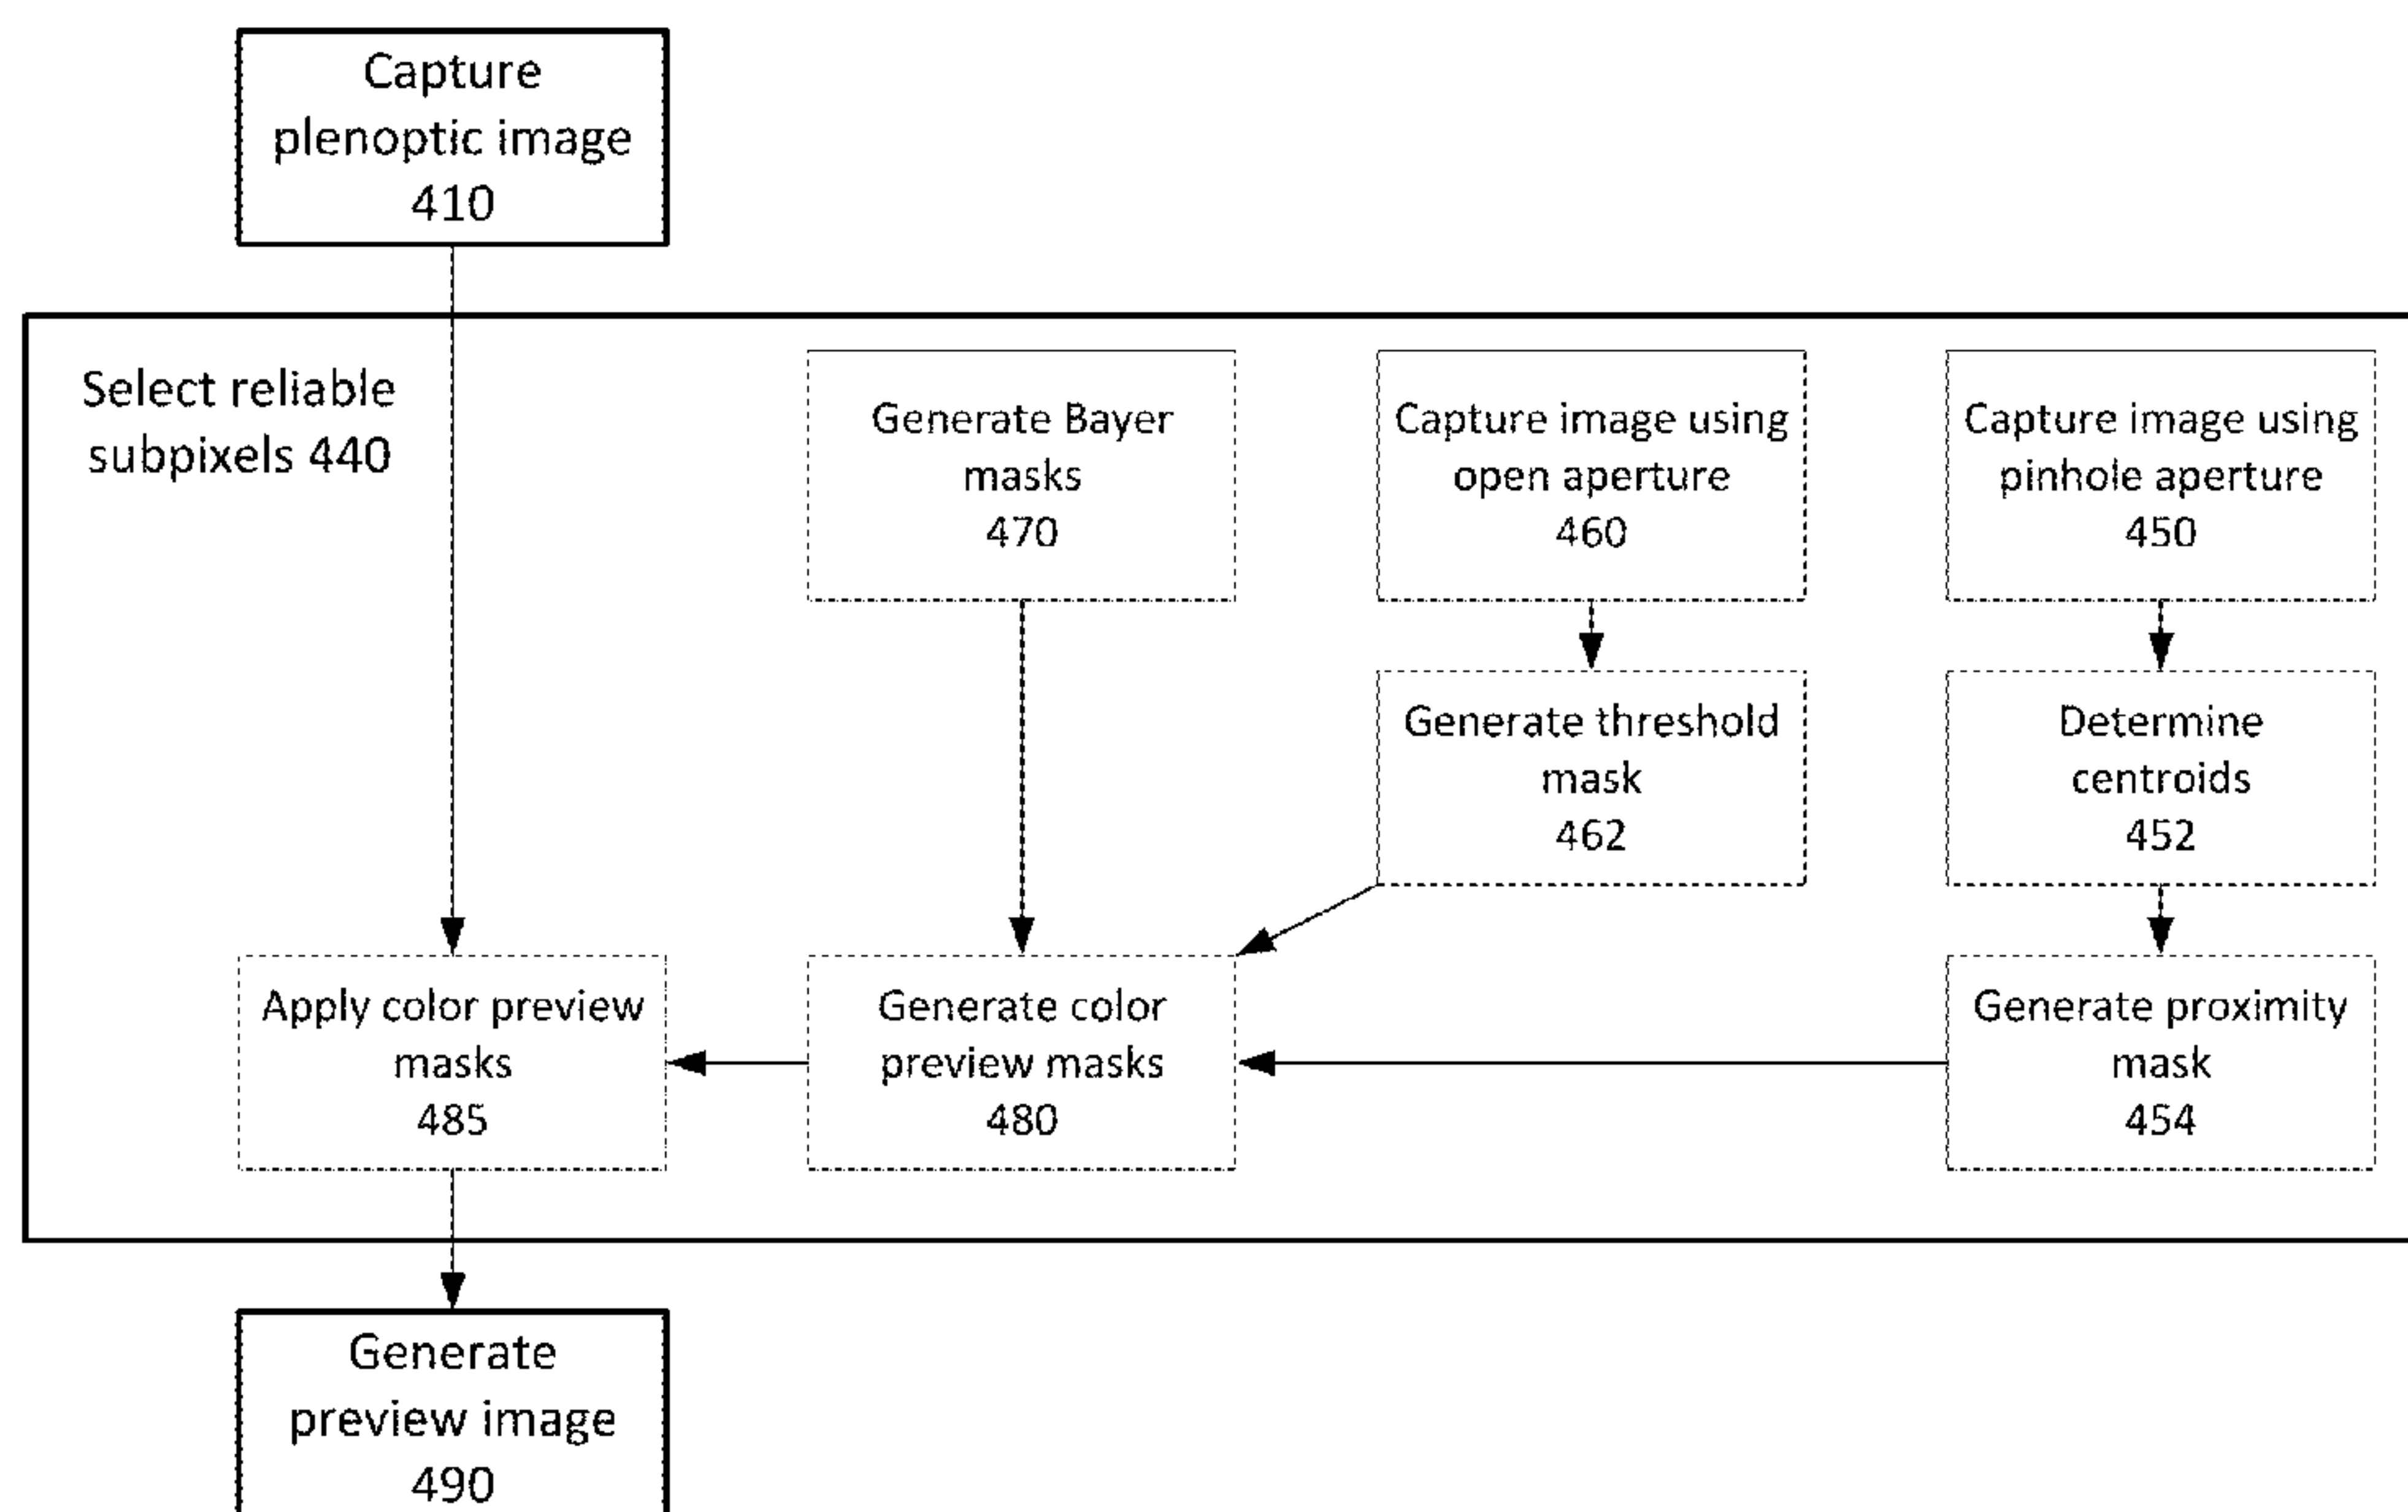 Capture
plenoptic image
410
Select reliable
subpixels 440
Generate Bayer
masks
470
Capture image using
open aperture
460
Capture image using
pinhole aperture
450
Generate threshold
mask
462
Determine
centroids
452
Apply color preview
masks
485
Generate color
preview masks
480
Generate proximity
mask
454
Generate
preview image
490